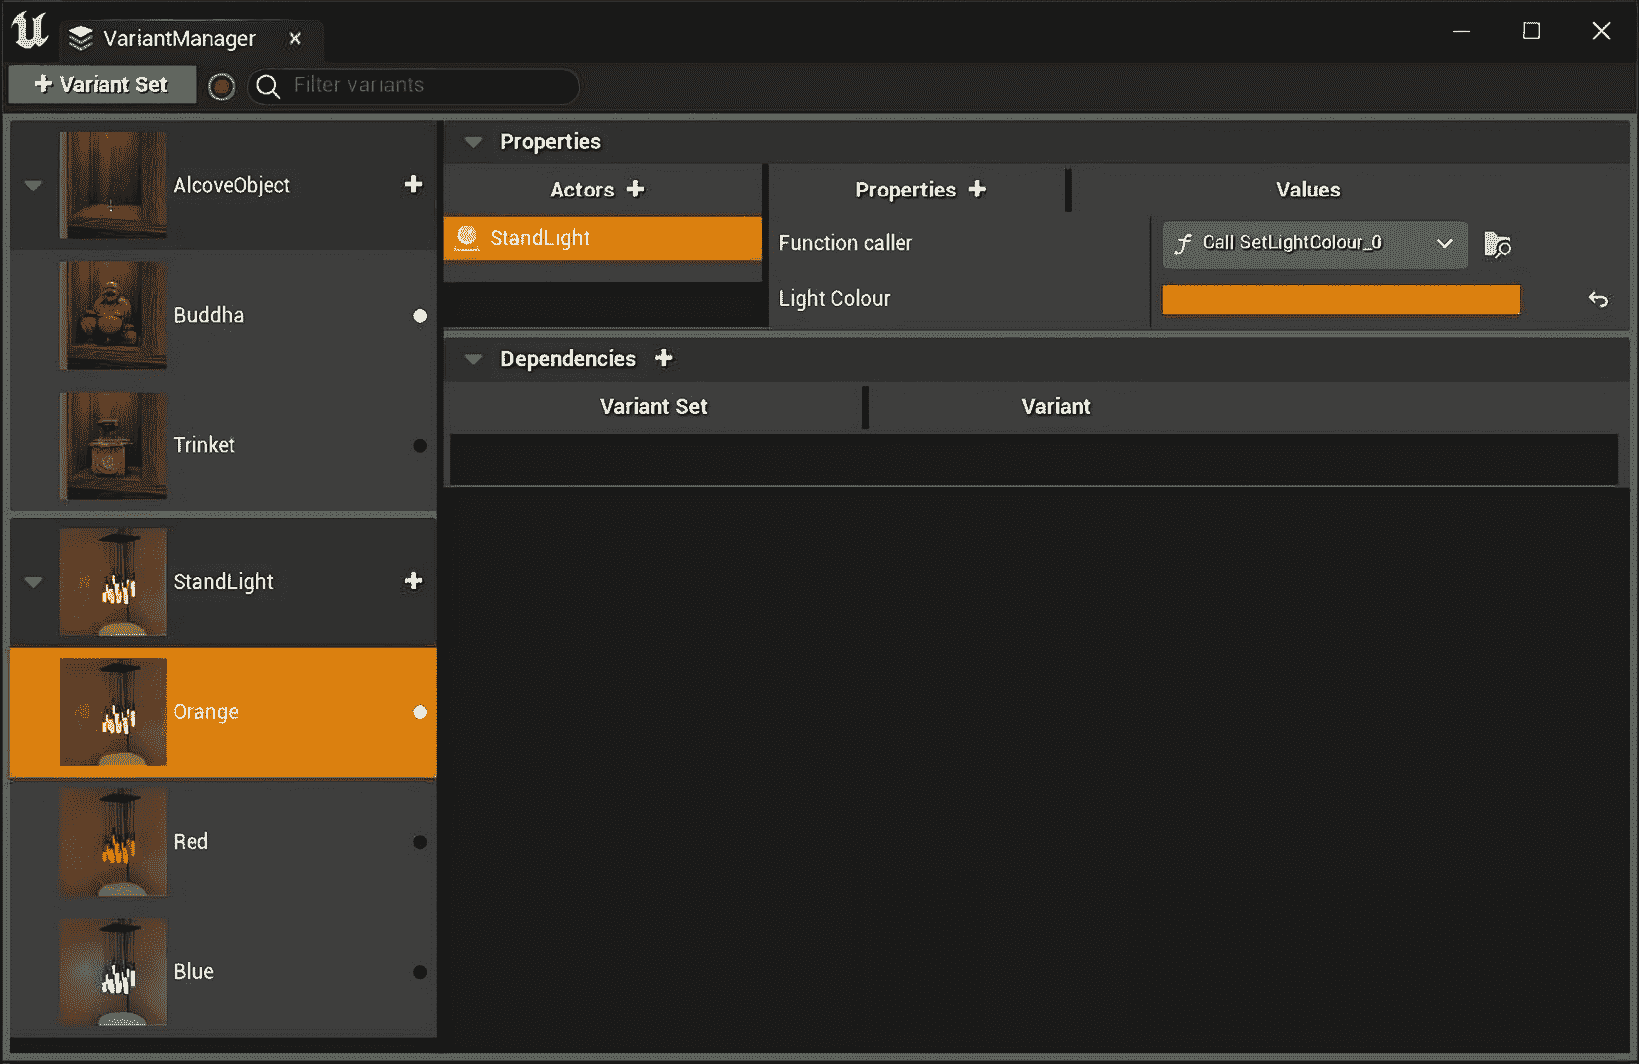 VariantManager
Variant Set
Filter variants
AlcoveObject
Buddha
Trinket
StandLight
Orange
Red
Blue
Properties
Actors
Properties
Values
StandLight
Function caller
Call SetLightColour_0
Light Colour
Dependencies
Variant Set
Variant